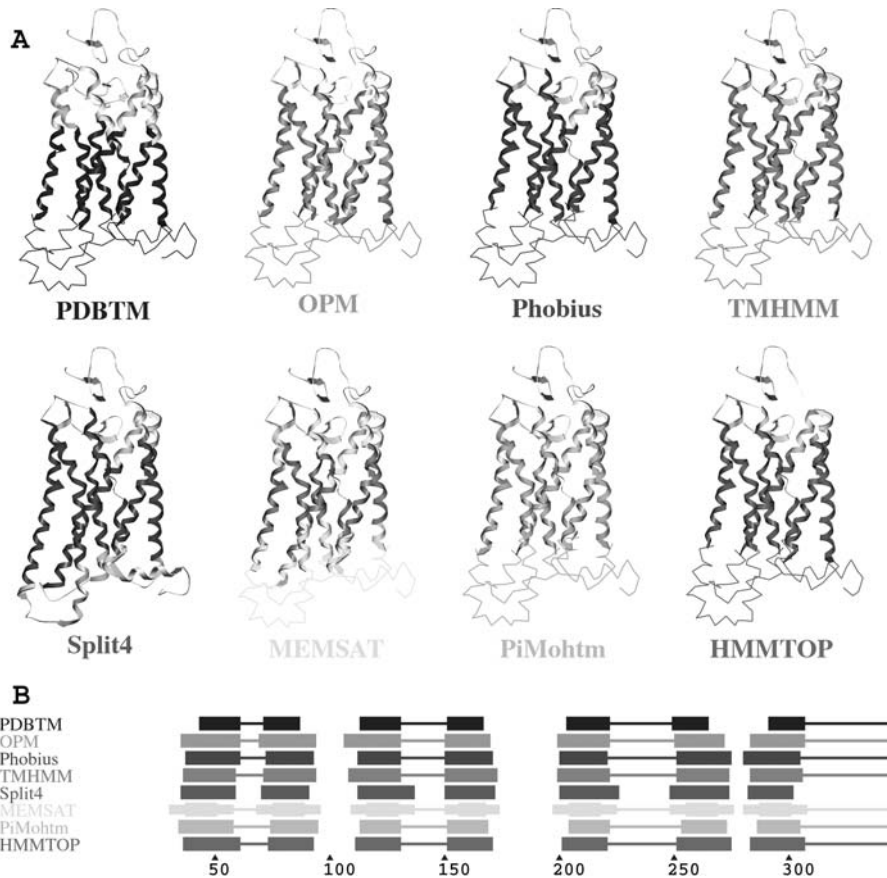 A
PDBTM OPM Phobius TMHMM
Split4 MEMSAT PiMohtm HMMTOP
B
PDBTM
OPM
Phobius
TMHMM
Split4
MEMSAT
PiMohtm
HMMTOP
50 100 150 200 250 300